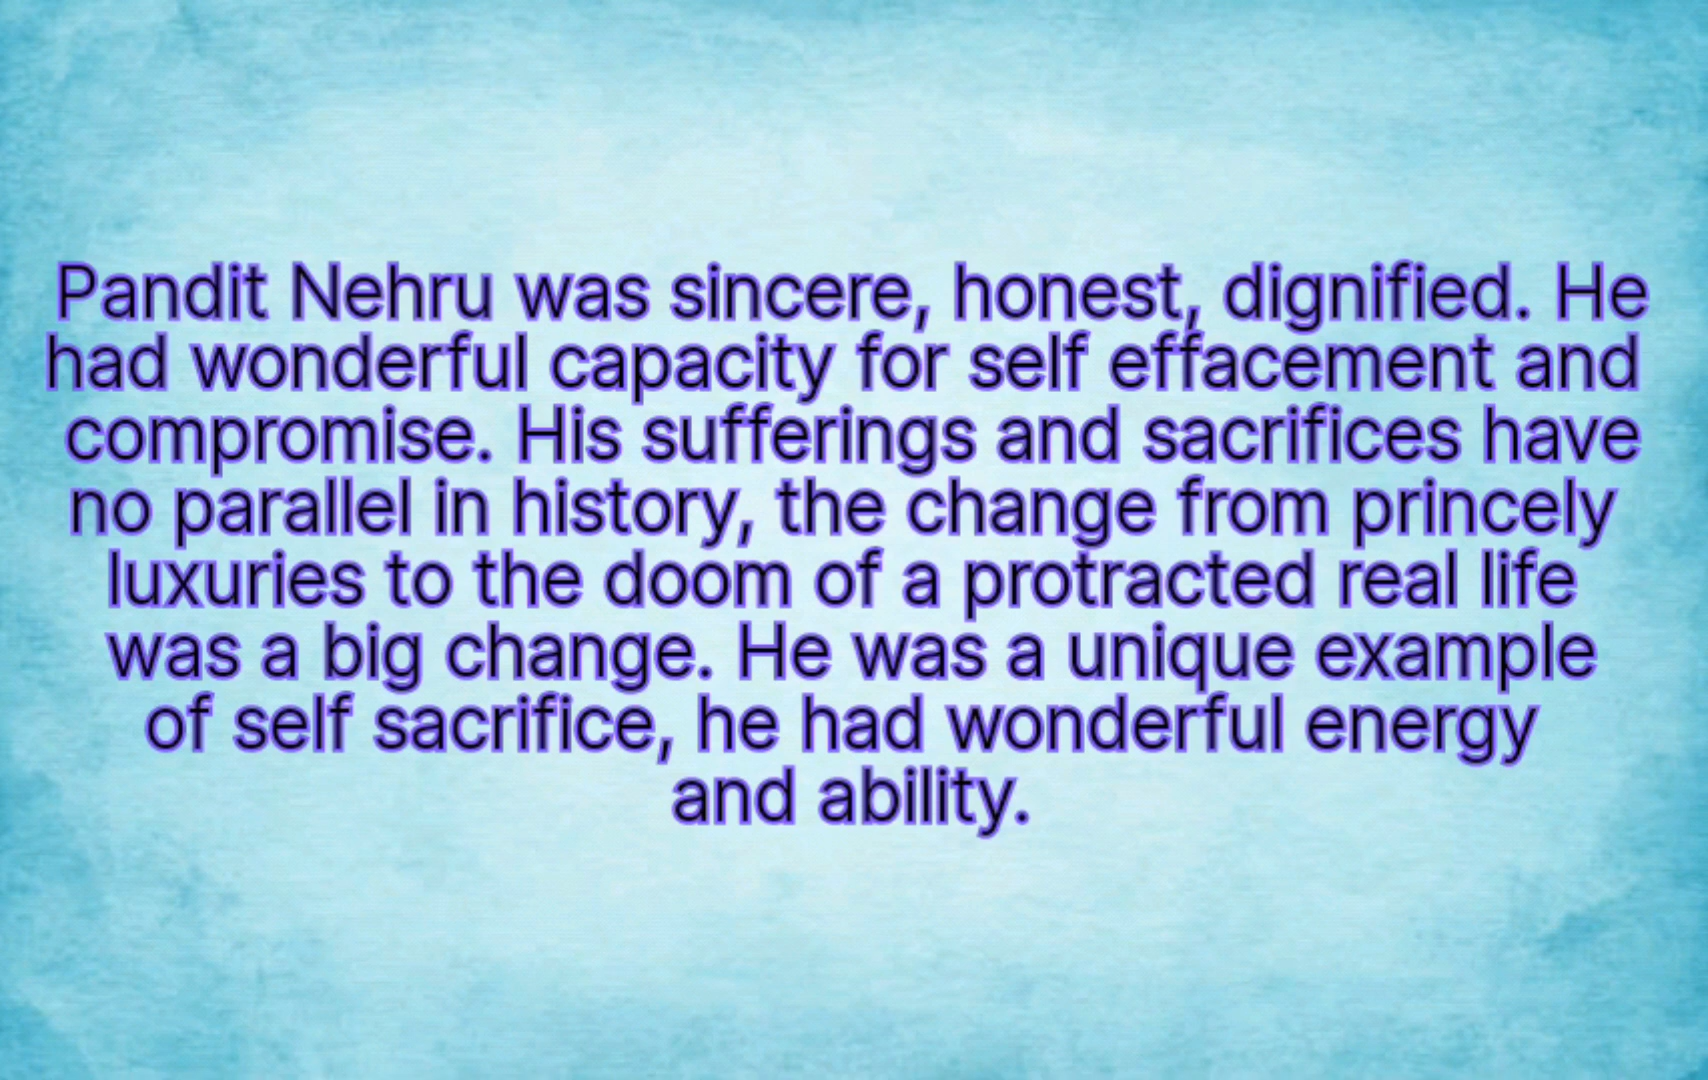 Pandit Nehru was sincere, honest, dignified. He
had wonderful capacity for self effacement and
compromise. His sufferings and sacrifices have
no parallel in history, the change from princely
luxuries to the doom of a protracted real life
was a big change. He was a unique example
of self sacrifice, he had wonderful energy
and ability.